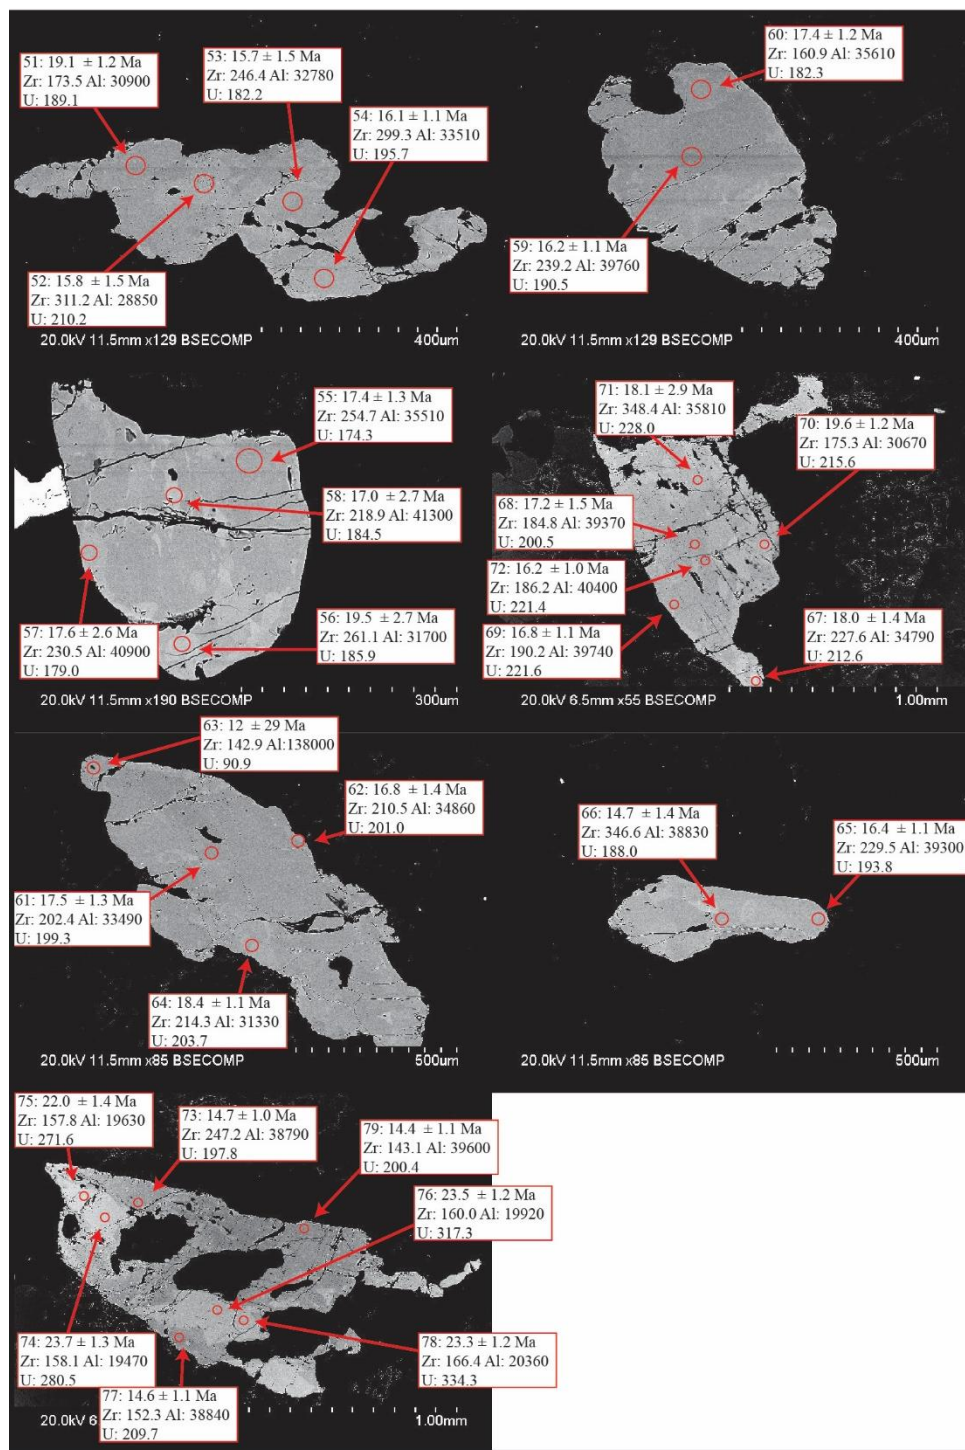 51: 19.1 ± 1.2 Ma
Zr: 173.5 Al: 30900
U: 189.1
53: 15.7 ± 1.5 Ma
Zr: 246.4 Al: 32780
U: 182.2
54: 16.1 ± 1.1 Ma
Zr: 299.3 Al: 33510
U: 195.7
52: 15.8 ± 1.5 Ma
Zr: 311.2 Al: 28850
U: 210.2
20.0kV 11.5mm x129 BSECOMP 400um
60: 17.4 ± 1.2 Ma
Zr: 160.9 Al: 35610
U: 182.3
59: 16.2 ± 1.1 Ma
Zr: 239.2 Al: 39760
U: 190.5
20.0kV 11.5mm x129 BSECOMP 400um
55: 17.4 ± 1.3 Ma
Zr: 254.7 Al: 35510
U: 174.3
58: 17.0 ± 2.7 Ma
Zr: 218.9 Al: 41300
U: 184.5
57: 17.6 ± 2.6 Ma
Zr: 230.5 Al: 40900
U: 179.0
56: 19.5 ± 2.7 Ma
Zr: 261.1 Al: 31700
U: 185.9
20.0kV 11.5mm x190 BSECOMP 300um
71: 18.1 ± 2.9 Ma
Zr: 348.4 Al: 35810
U: 228.0
70: 19.6 ± 1.2 Ma
Zr: 175.3 Al: 30670
U: 215.6
68: 17.2 ± 1.5 Ma
Zr: 184.8 Al: 39370
U: 200.5
72: 16.2 ± 1.0 Ma
Zr: 186.2 Al: 40400
U: 221.4
69: 16.8 ± 1.1 Ma
Zr: 190.2 Al: 39740
U: 221.6
67: 18.0 ± 1.4 Ma
Zr: 227.6 Al: 34790
U: 212.6
20.0kV 6.5mm x55 BSECOMP 1.00mm
63: 12 ± 29 Ma
Zr: 142.9 Al:138000
U: 90.9
62: 16.8 ± 1.4 Ma
Zr: 210.5 Al: 34860
U: 201.0
61: 17.5 ± 1.3 Ma
Zr: 202.4 Al: 33490
U: 199.3
64: 18.4 ± 1.1 Ma
Zr: 214.3 Al: 31330
U: 203.7
20.0kV 11.5mm x85 BSECOMP 500um
66: 14.7 ± 1.4 Ma
Zr: 346.6 Al: 38830
U: 188.0
65: 16.4 ± 1.1 Ma
Zr: 229.5 Al: 39300
U: 193.8
20.0kV 11.5mm x85 BSECOMP 500um
75: 22.0 ± 1.4 Ma
Zr: 157.8 Al: 19630
U: 271.6
73: 14.7 ± 1.0 Ma
Zr: 247.2 Al: 38790
U: 197.8
79: 14.4 ± 1.1 Ma
Zr: 143.1 Al: 39600
U: 200.4
76: 23.5 ± 1.2 Ma
Zr: 160.0 Al: 19920
U: 317.3
74: 23.7 ± 1.3 Ma
Zr: 158.1 Al: 19470
U: 280.5
78: 23.3 ± 1.2 Ma
Zr: 166.4 Al: 20360
U: 334.3
77: 14.6 ± 1.1 Ma
Zr: 152.3 Al: 38840
U: 209.7
20.0kV 6 1.00mm